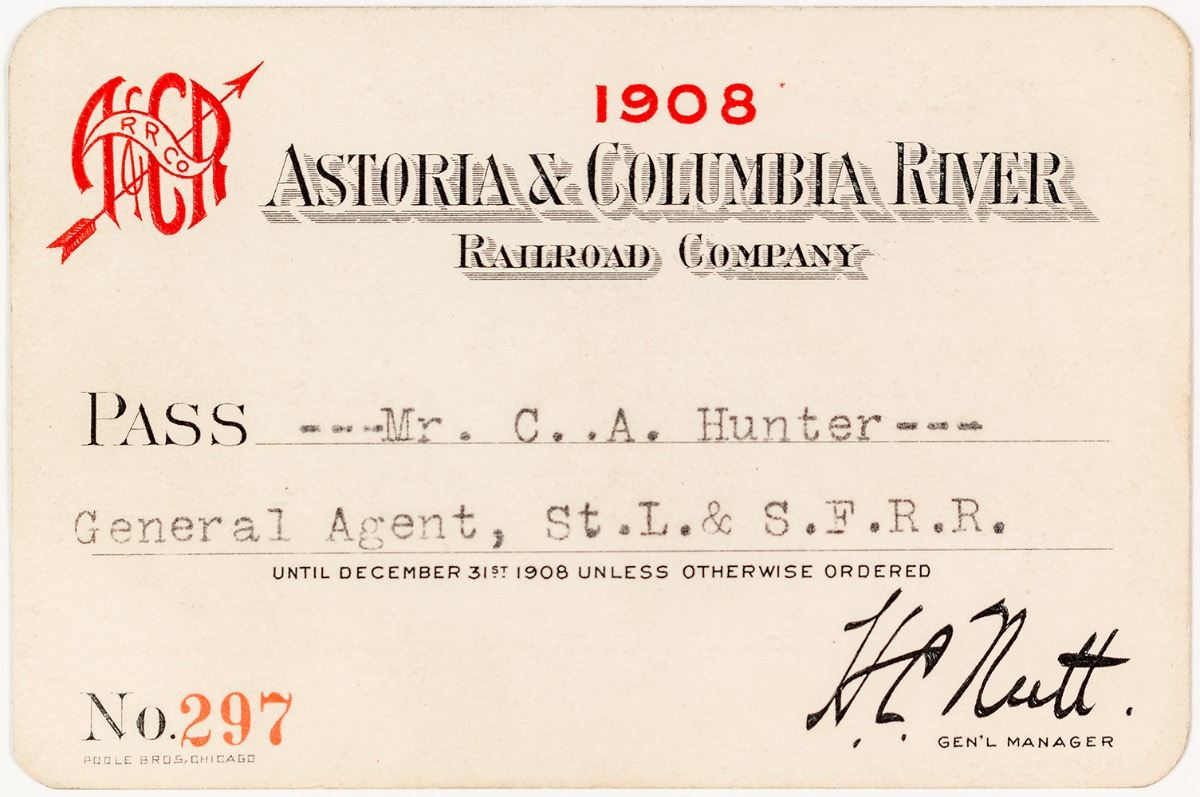 A&CR
RR Co
1908
ASTORIA & COLUMBIA RIVER
RAILROAD COMPANY
PASS ---Mr. C..A. Hunter---
General Agent, St.L.& S.F.R.R.
UNTIL DECEMBER 31ST 1908 UNLESS OTHERWISE ORDERED
H C Nutt.
GEN'L MANAGER
No. 297
POOLE BROS, CHICAGO